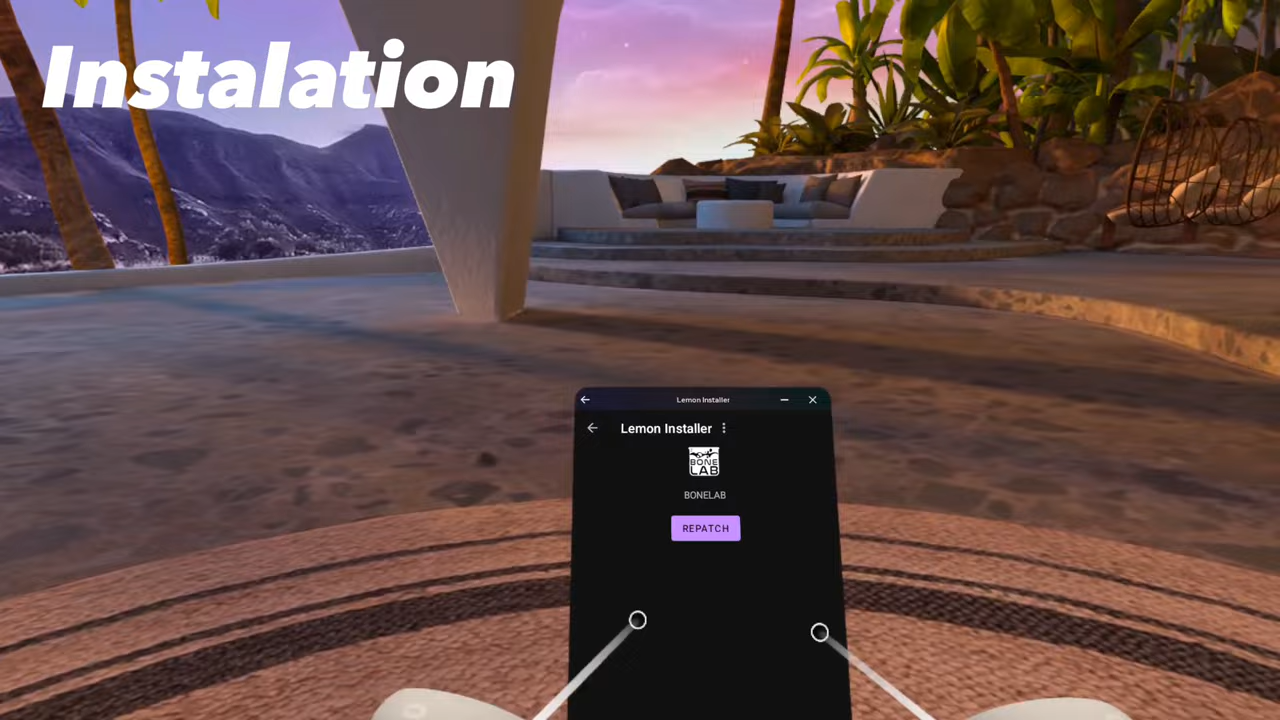 Instalation
Lemon Installer
Lemon Installer
BONE
LAB
BONELAB
REPATCH